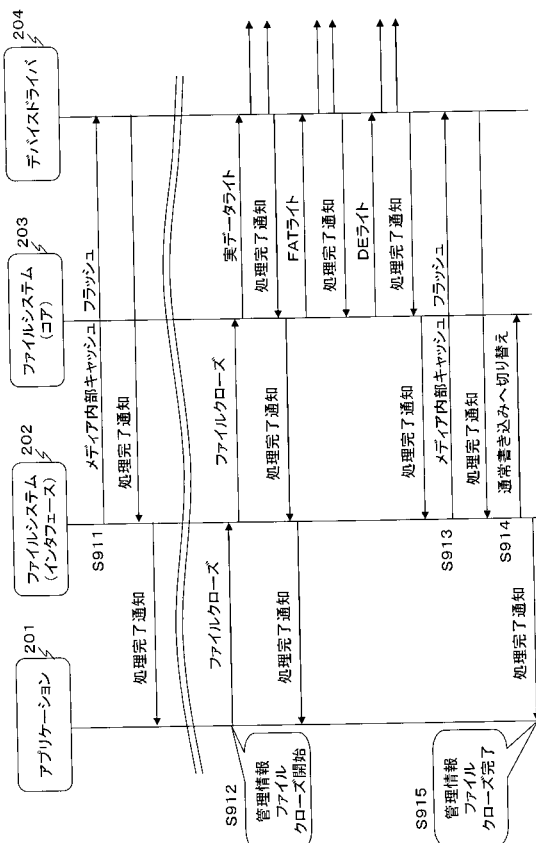 アプリケーション
201
ファイルシステム
(インタフェース)
202
ファイルシステム
(コア)
203
デバイスドライバ
204
S911
メディア内部キャッシュ フラッシュ
処理完了通知
処理完了通知
S912
管理情報
ファイル
クローズ開始
ファイルクローズ
ファイルクローズ
実データライト
処理完了通知
処理完了通知
処理完了通知
FATライト
処理完了通知
DEライト
処理完了通知
処理完了通知
S913
メディア内部キャッシュ フラッシュ
処理完了通知
S914
通常書き込みへ切り替え
処理完了通知
S915
管理情報
ファイル
クローズ完了